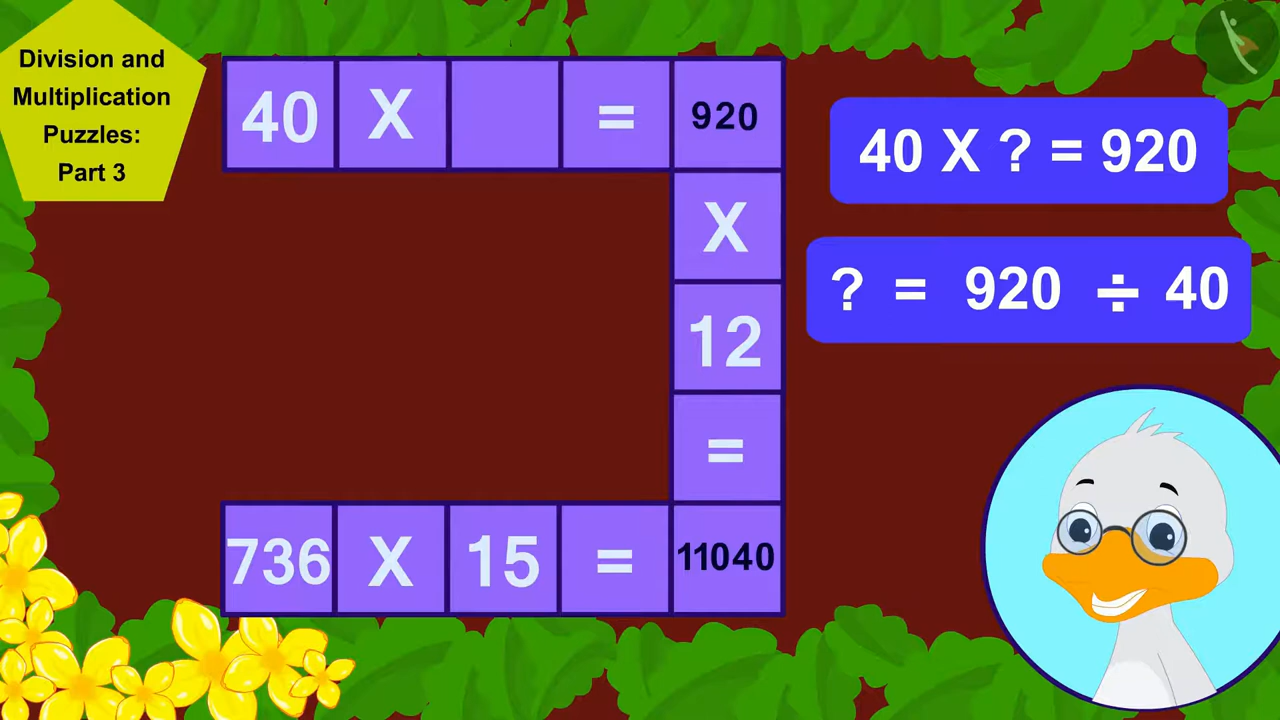 Division and
Multiplication
Puzzles:
Part 3
40 X = 920
X
12
=
736 X 15 = 11040
40 X ? = 920
? = 920 ÷ 40